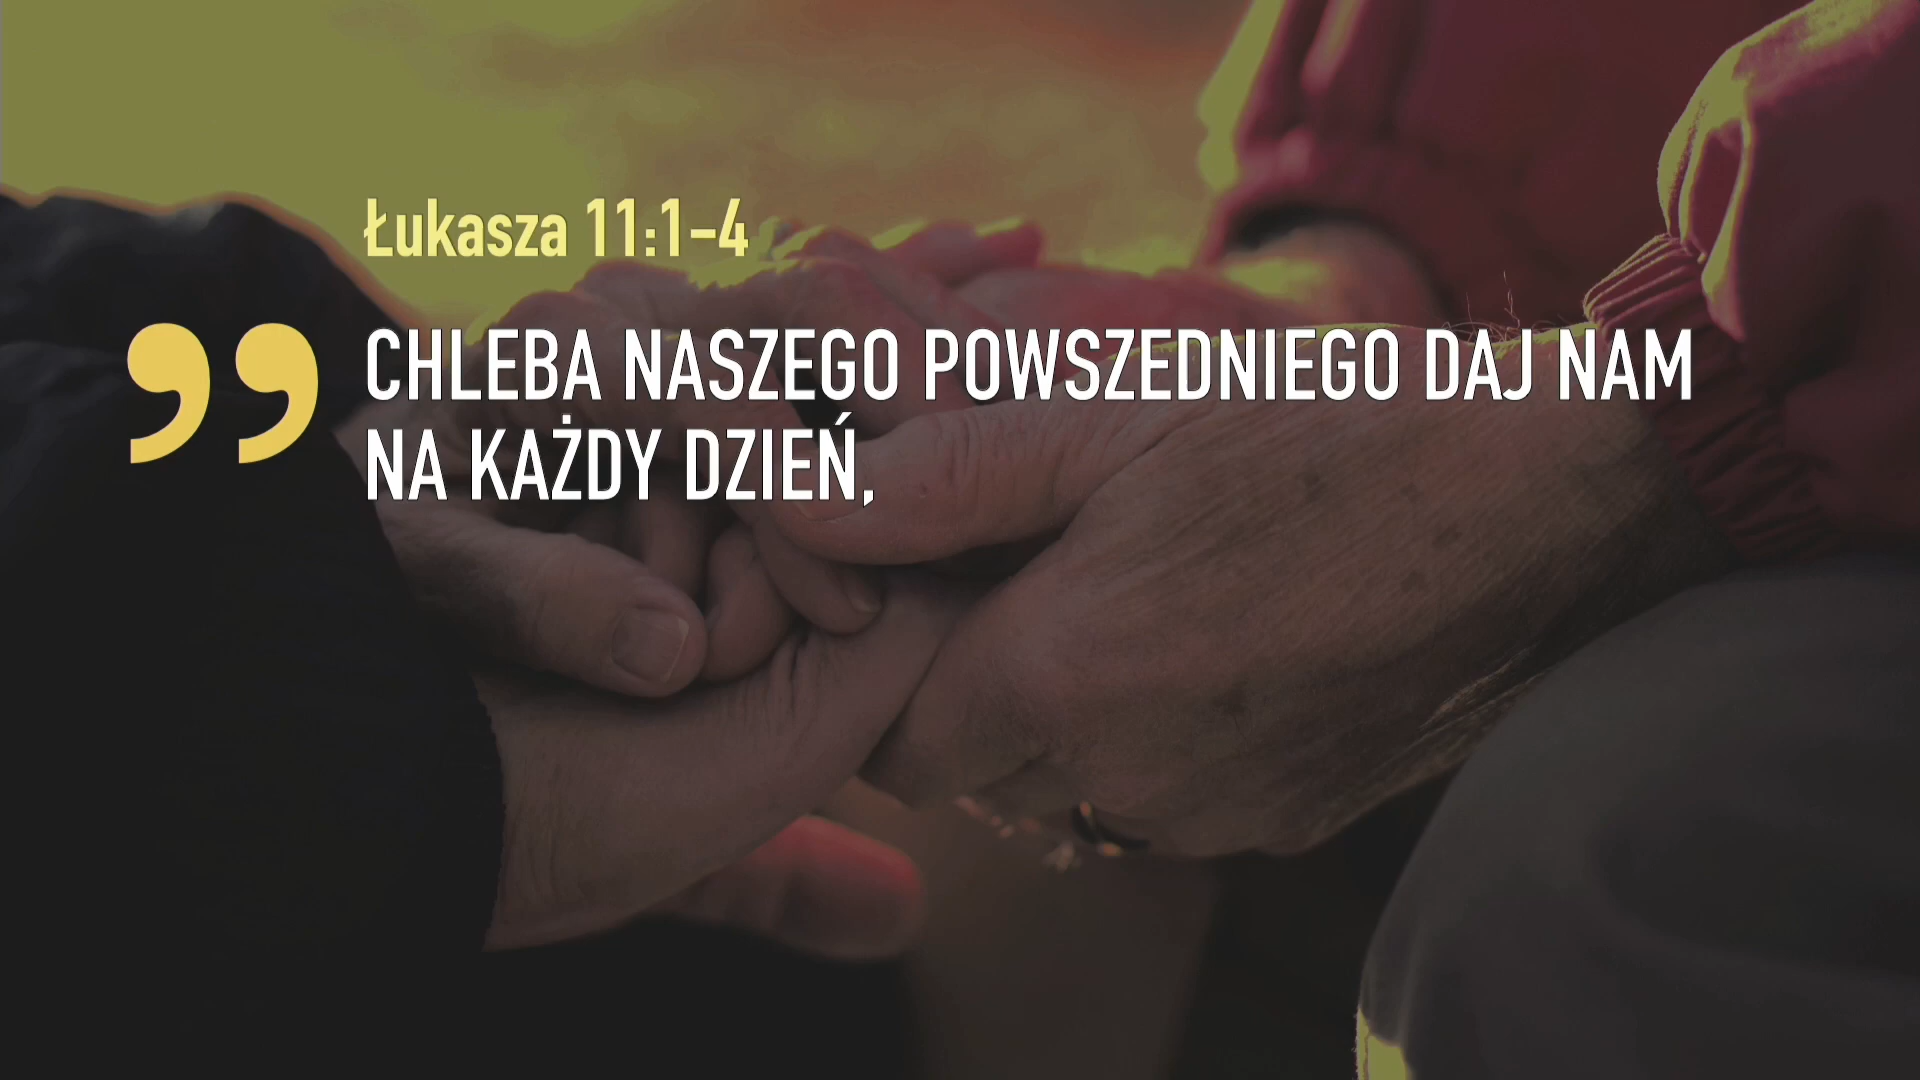 Łukasza 11:1-4
” CHLEBA NASZEGO POWSZEDNIEGO DAJ NAM
NA KAŻDY DZIEŃ,